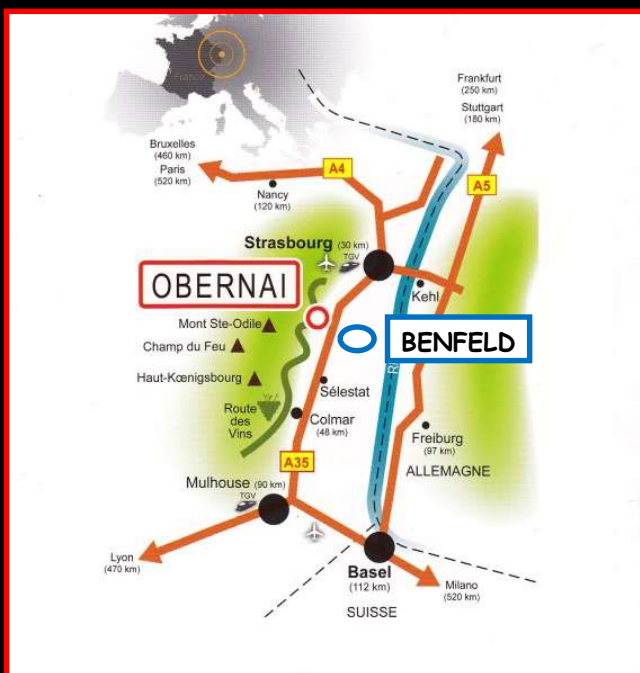 France
Frankfurt
(250 km)
Stuttgart
(180 km)
Bruxelles
(460 km)
Paris
(520 km)
A4
A5
Nancy
(120 km)
Strasbourg (30 km)
TGV
OBERNAI
Kehl
Mont Ste-Odile
BENFELD
Champ du Feu
Haut-Kœnigsbourg
Sélestat
Route
des
Vins
Colmar
(48 km)
Freiburg
(97 km)
A35
ALLEMAGNE
Mulhouse (90 km)
TGV
Lyon
(470 km)
Basel
(112 km)
Milano
(520 km)
SUISSE